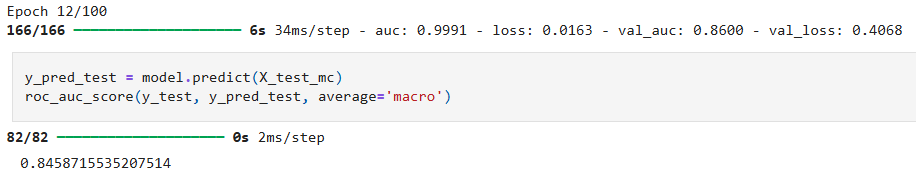 Epoch 12/100
166/166 ━━━━━━━━━━━━━━━━━━━━ 6s 34ms/step - auc: 0.9991 - loss: 0.0163 - val_auc: 0.8600 - val_loss: 0.4068
y_pred_test = model.predict(X_test_mc)
roc_auc_score(y_test, y_pred_test, average='macro')
82/82 ━━━━━━━━━━━━━━━━━━━━ 0s 2ms/step
0.8458715535207514